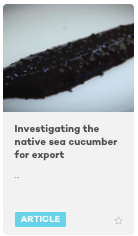 Investigating the
native sea cucumber
for export
...
ARTICLE